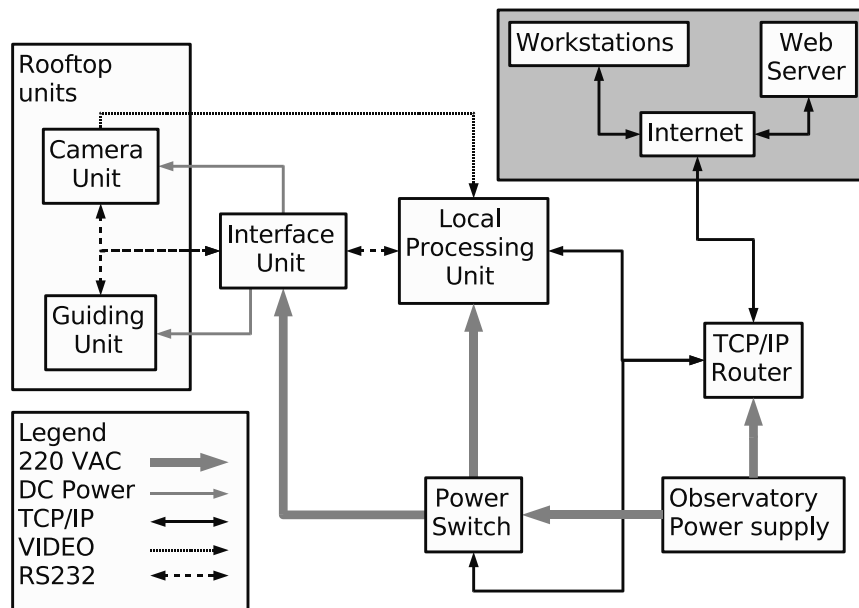 Rooftop
units
Camera
Unit
Guiding
Unit
Interface
Unit
Local
Processing
Unit
Workstations
Web
Server
Internet
TCP/IP
Router
Power
Switch
Observatory
Power supply
Legend
220 VAC
DC Power
TCP/IP
VIDEO
RS232